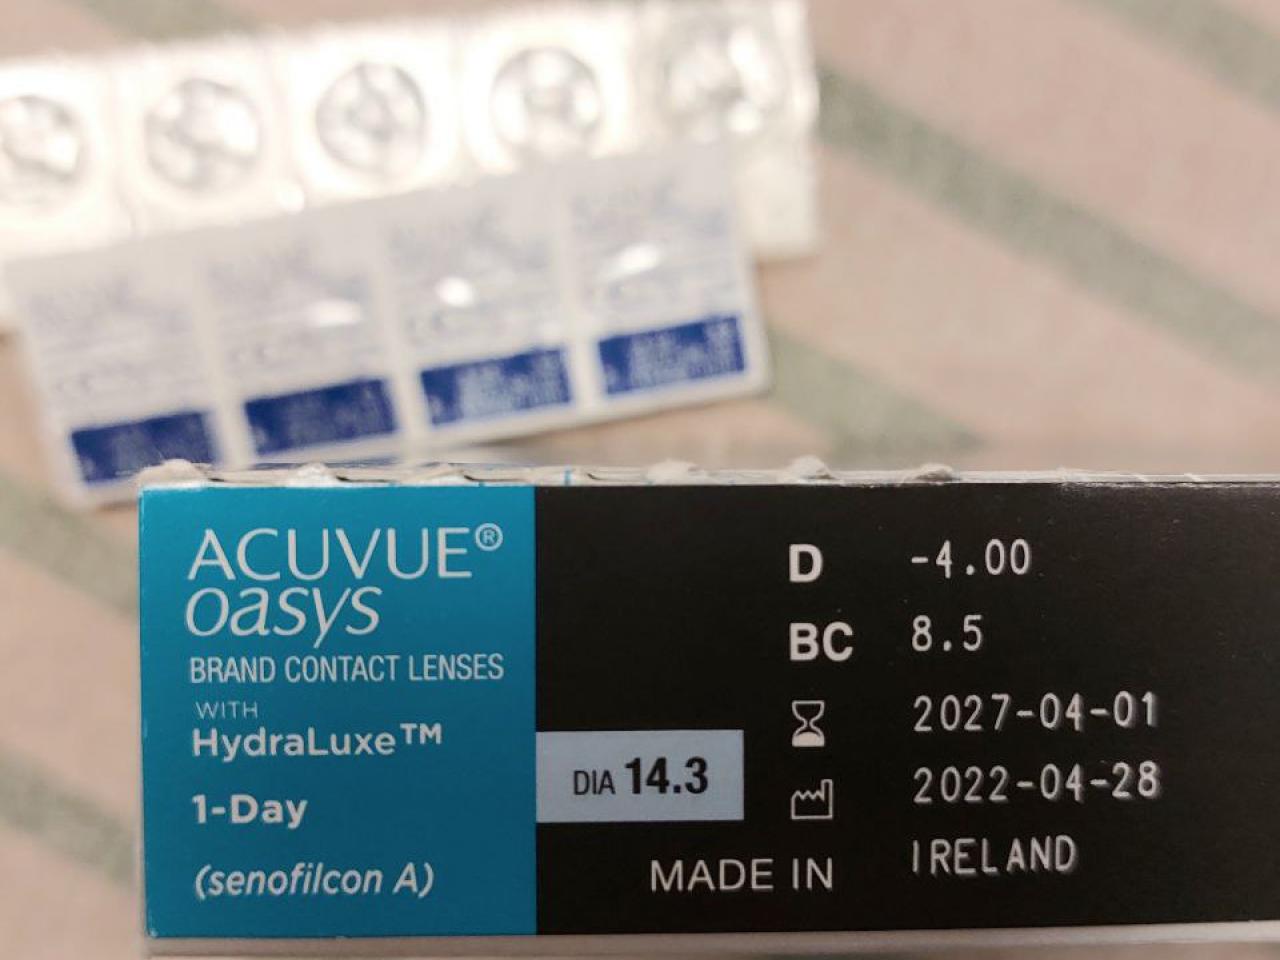 ACUVUE®
oasys
BRAND CONTACT LENSES
WITH
HydraLuxe™
1-Day
(senofilcon A)
DIA 14.3
D -4.00
BC 8.5
2027-04-01
2022-04-28
MADE IN IRELAND